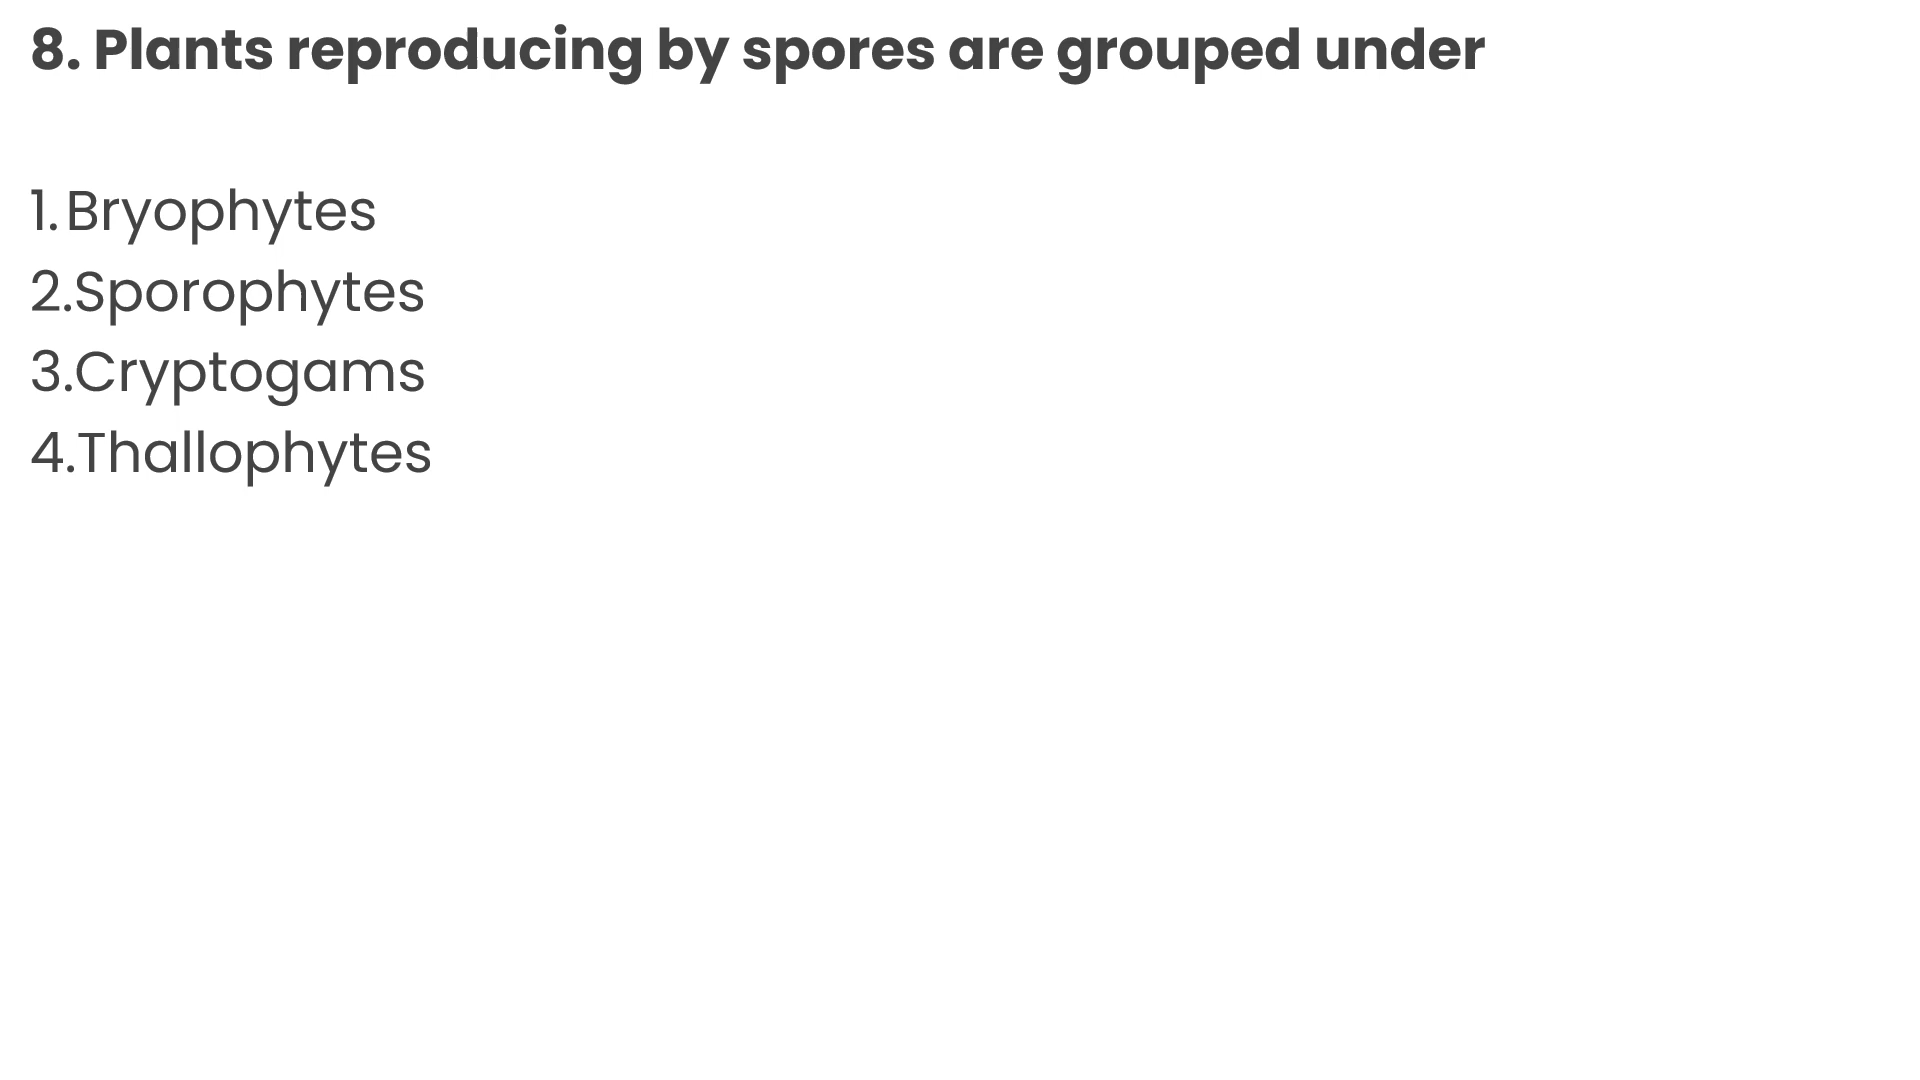 8. Plants reproducing by spores are grouped under
1. Bryophytes
2.Sporophytes
3.Cryptogams
4.Thallophytes